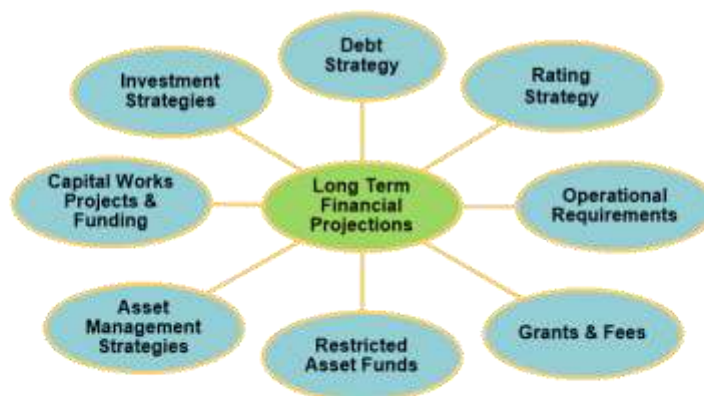 Debt
Strategy
Investment
Strategies
Rating
Strategy
Capital Works
Projects &
Funding
Long Term
Financial
Projections
Operational
Requirements
Asset
Management
Strategies
Restricted
Asset Funds
Grants & Fees